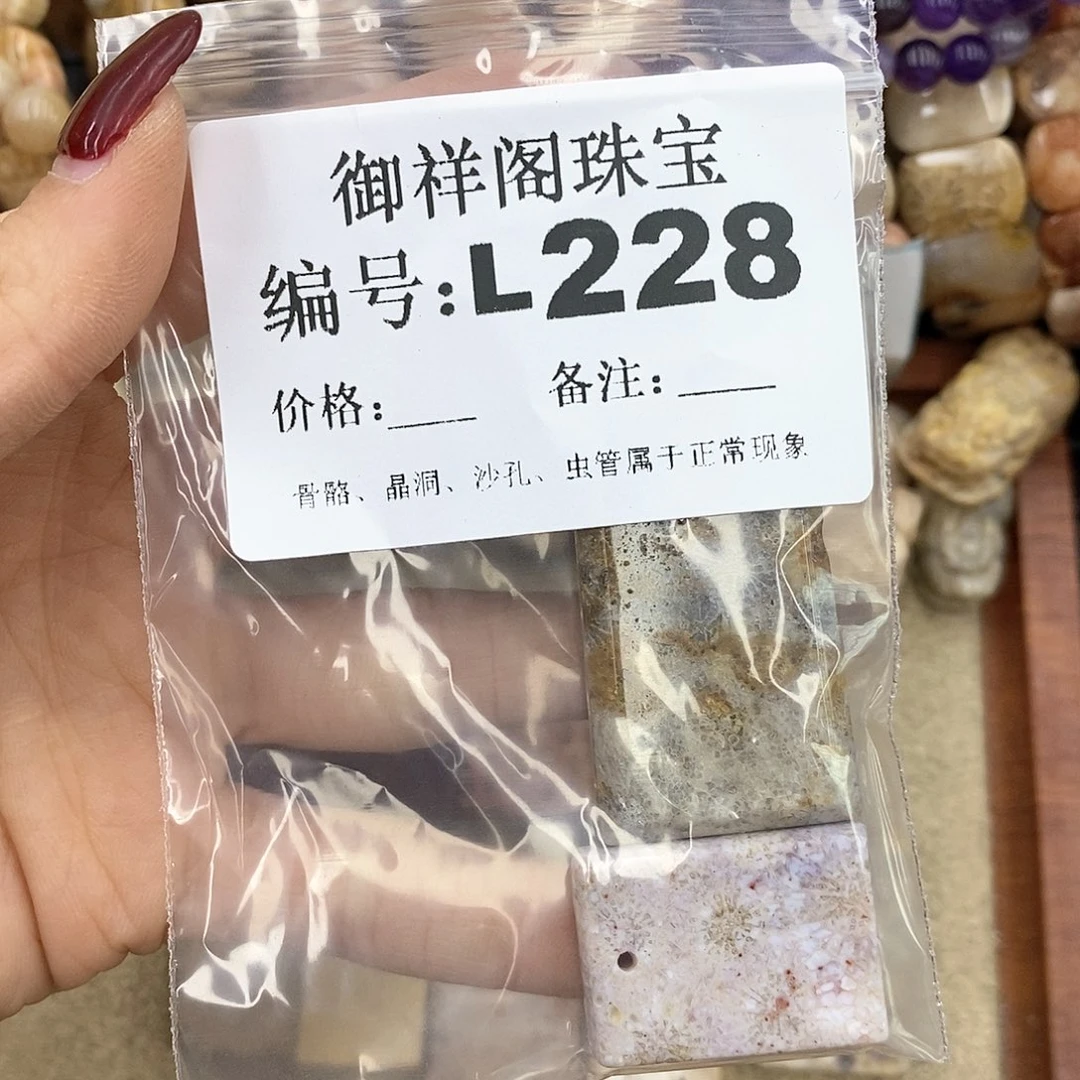 御祥阁珠宝
编号:L228
价格:____ 备注:____
骨骼、晶洞、沙孔、虫管属于正常现象